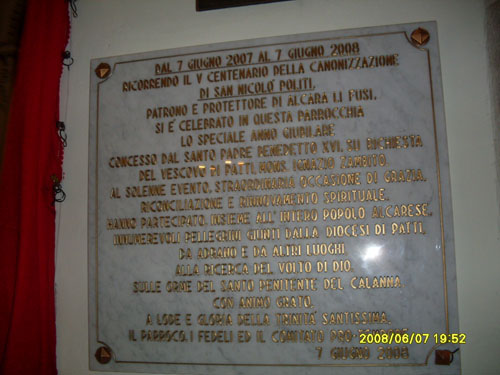 DAL 7 GIUGNO 2007 AL 7 GIUGNO 2008
RICORRENDO IL V CENTENARIO DELLA CANONIZZAZIONE
DI SAN NICOLO' POLITI,
PATRONO E PROTETTORE DI ALCARA LI FUSI,
SI É CELEBRATO IN QUESTA PARROCCHIA
LO SPECIALE ANNO GIUBILARE
CONCESSO DAL SANTO PADRE BENEDETTO XVI, SU RICHIESTA
DEL VESCOVO DI PATTI, MONS. IGNAZIO ZAMBITO.
AL SOLENNE EVENTO, STRAORDINARIA OCCASIONE DI GRAZIA,
RICONCILIAZIONE E RINNOVAMENTO SPIRITUALE,
HANNO PARTECIPATO, INSIEME ALL'INTERO POPOLO ALCARESE,
INNUMEREVOLI PELLEGRINI GIUNTI DALLA DIOCESI DI PATTI,
DA ADRANO E DA ALTRI LUOGHI
ALLA RICERCA DEL VOLTO DI DIO,
SULLE ORME DEL SANTO PENITENTE DEL CALANNA.
CON ANIMO GRATO,
A LODE E GLORIA DELLA TRINITÀ SANTISSIMA,
IL PARROCO, I FEDELI ED IL COMITATO PRO
7 GIUGNO 2008
2008/06/07 19:52